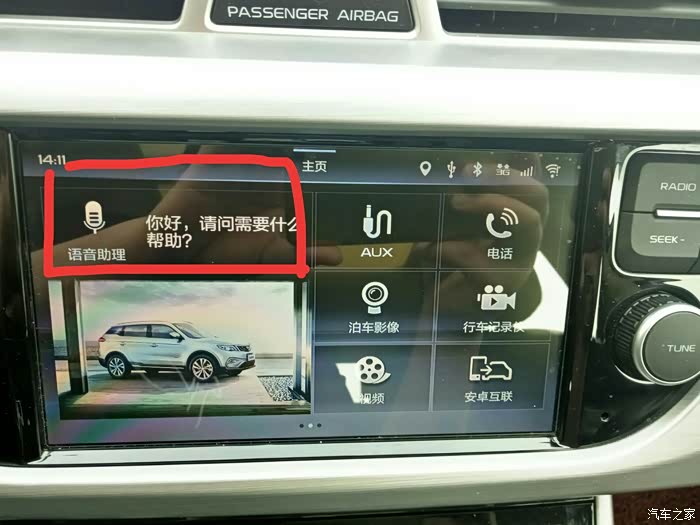 PASSENGER AIRBAG
14:11
主页
3G
RADIO
语音助理
你好，请问需要什么
帮助?
AUX
电话
SEEK-
泊车影像
行车记录仪
TUNE
视频
安卓互联
汽车之家